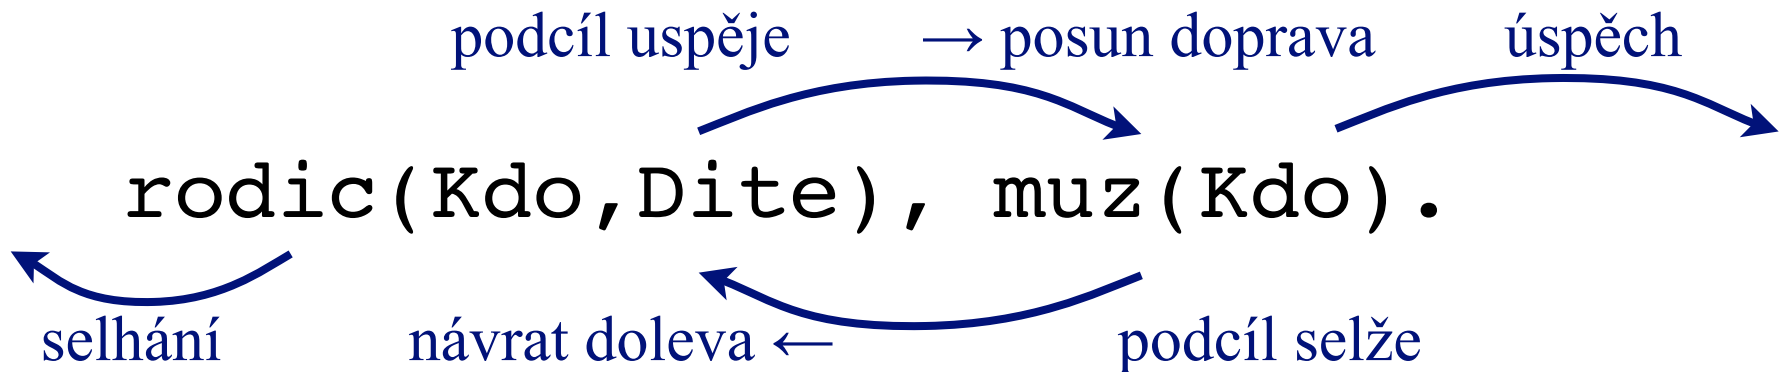 podcíl uspěje → posun doprava úspěch
rodic(Kdo,Dite), muz(Kdo).
selhání návrat doleva ← podcíl selže